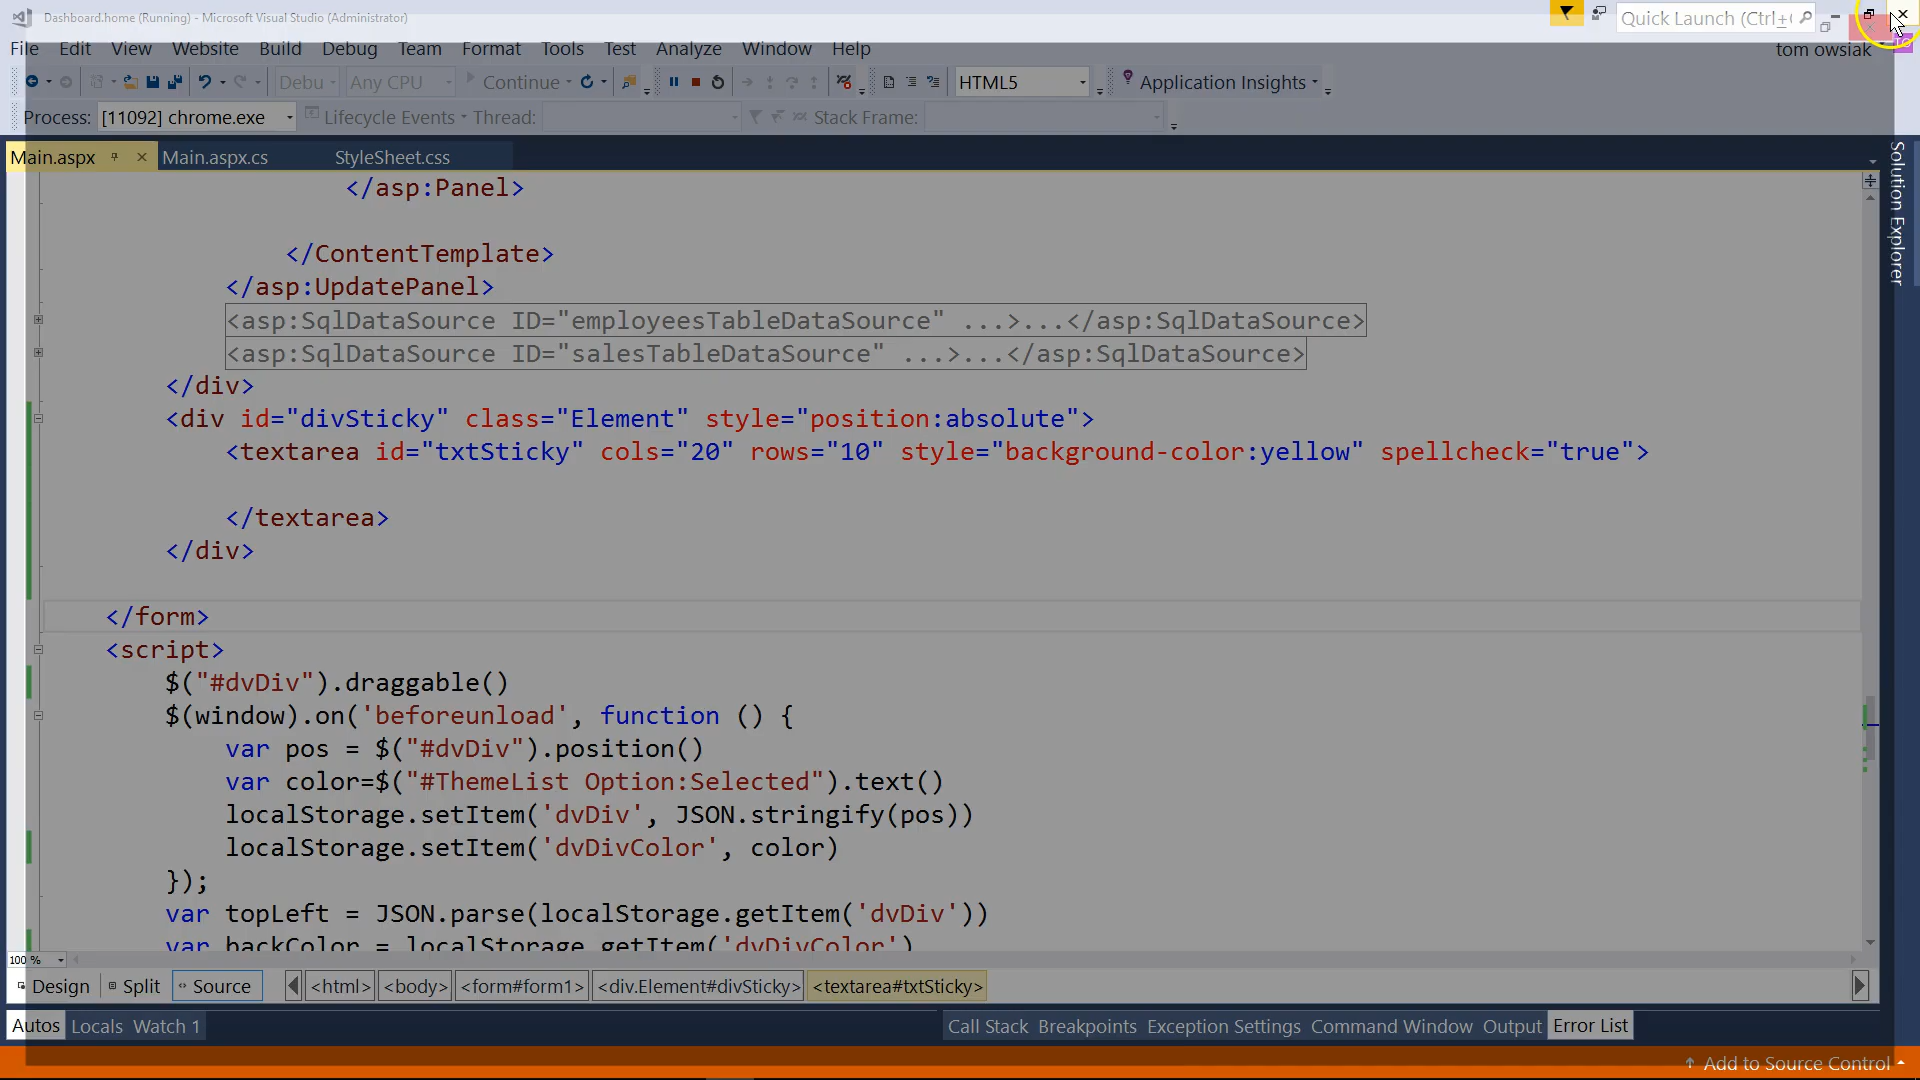 Dashboard.home (Running) - Microsoft Visual Studio (Administrator)
Quick Launch (Ctrl+
File Edit View Website Build Debug Team Format Tools Test Analyze Window Help
tom owsiak
Debug Any CPU Continue HTML5 Application Insights
Process: [11092] chrome.exe Lifecycle Events Thread: Stack Frame:
Main.aspx Main.aspx.cs StyleSheet.css
Solution Explorer
</asp:Panel>
</ContentTemplate>
</asp:UpdatePanel>
<asp:SqlDataSource ID="employeesTableDataSource" ...>...</asp:SqlDataSource>
<asp:SqlDataSource ID="salesTableDataSource" ...>...</asp:SqlDataSource>
</div>
<div id="divSticky" class="Element" style="position:absolute">
<textarea id="txtSticky" cols="20" rows="10" style="background-color:yellow" spellcheck="true">
</textarea>
</div>
</form>
<script>
$("#dvDiv").draggable()
$(window).on('beforeunload', function () {
var pos = $("#dvDiv").position()
var color=$("#ThemeList Option:Selected").text()
localStorage.setItem('dvDiv', JSON.stringify(pos))
localStorage.setItem('dvDivColor', color)
});
var topLeft = JSON.parse(localStorage.getItem('dvDiv'))
var backColor = localStorage.getItem('dvDivColor')
100 %
Design Split Source <html> <body> <form#form1> <div.Element#divSticky> <textarea#txtSticky>
Autos Locals Watch 1 Call Stack Breakpoints Exception Settings Command Window Output Error List
Add to Source Control